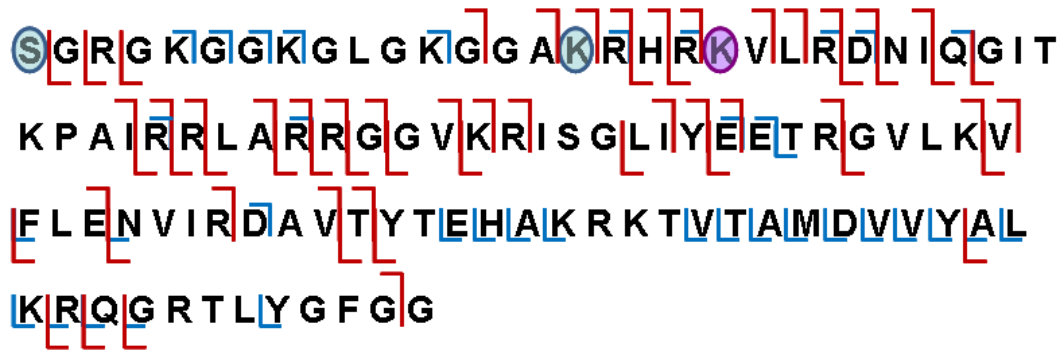 SGRGKGGKGLGKGGAKRHRKVLRDNIQGIT
KPAIRRLARRGGVKRISGLIYEETRGVLKV
FLENVIRDAVTYTEHAKRKTVTAMDVVYAL
KRQGRTLYGFGG